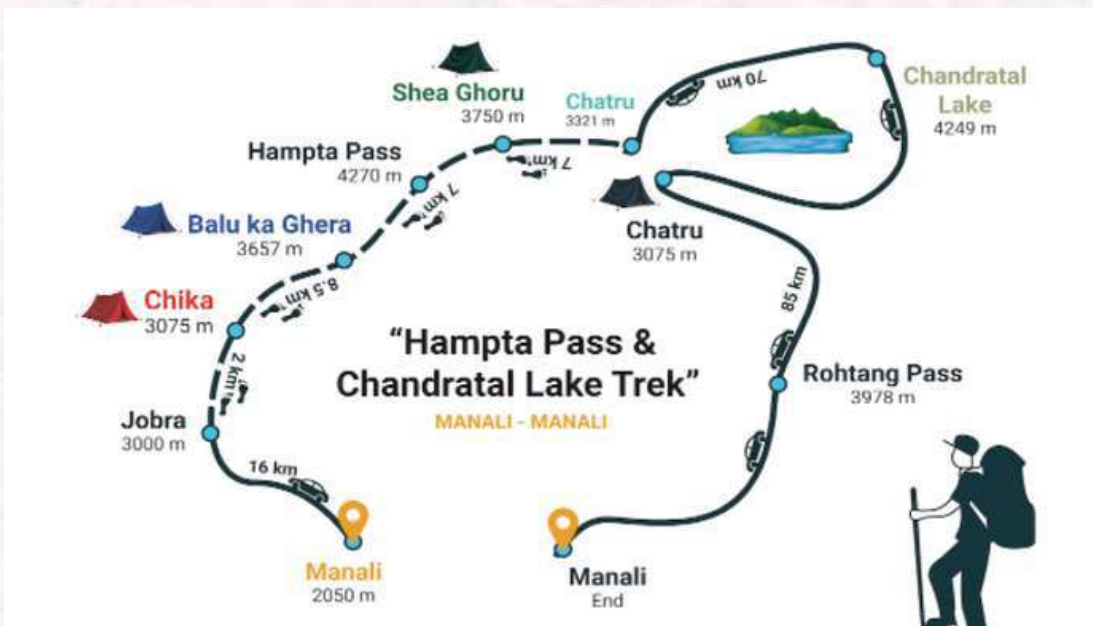 Shea Ghoru
3750 m
Chatru
3321 m
70 km
Chandratal
Lake
4249 m
Hampta Pass
4270 m
7 km
7 km
Balu ka Ghera
3657 m
Chatru
3075 m
8.5 km
Chika
3075 m
85 km
"Hampta Pass &
Chandratal Lake Trek"
MANALI - MANALI
2 km
Rohtang Pass
3978 m
Jobra
3000 m
16 km
Manali
2050 m
Manali
End